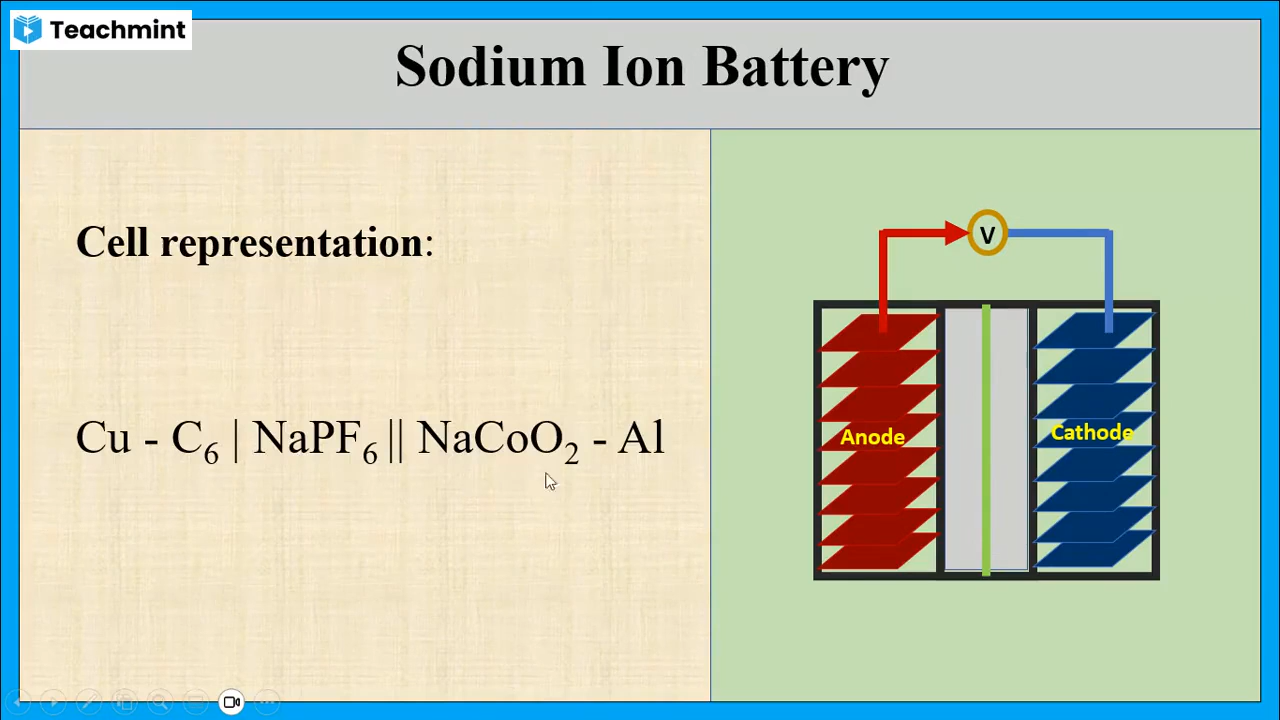 Teachmint
Sodium Ion Battery
Cell representation:
Cu - C₆ | NaPF₆ || NaCoO₂ - Al
V
Anode
Cathode